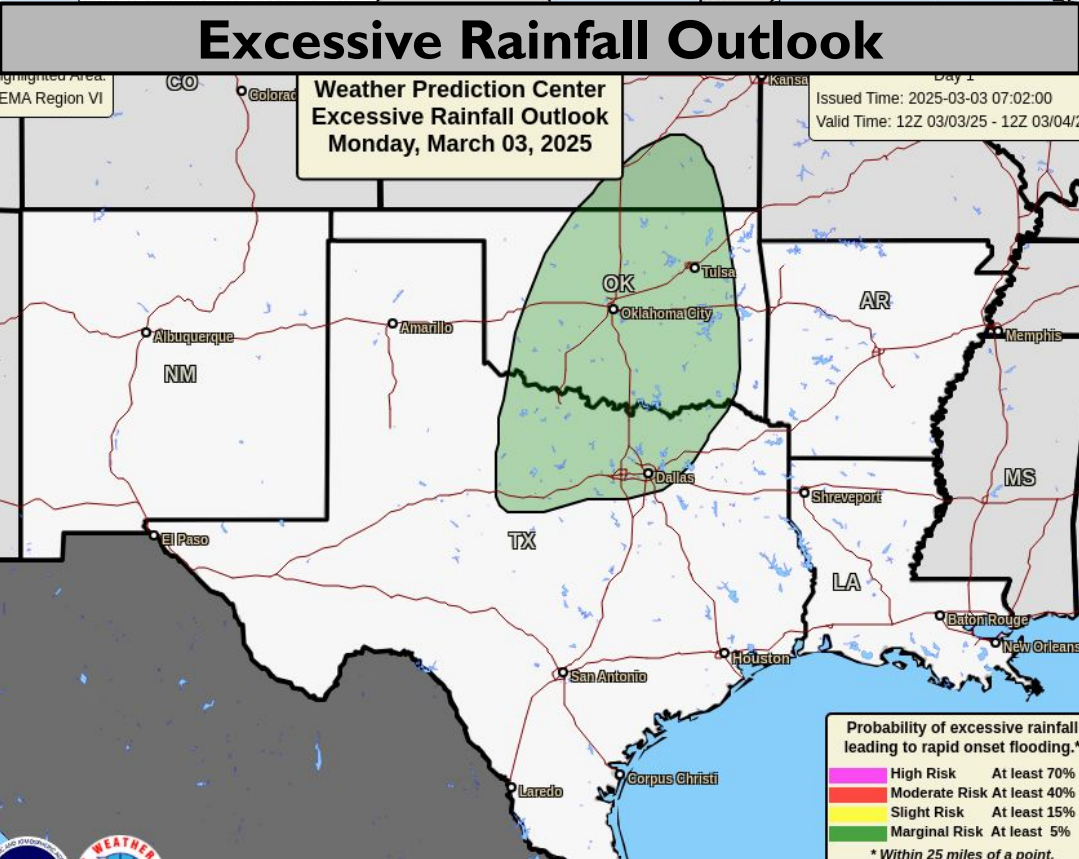 Excessive Rainfall Outlook
Highlighted Area:
EMA Region VI
Weather Prediction Center
Excessive Rainfall Outlook
Monday, March 03, 2025
Day 1
Issued Time: 2025-03-03 07:02:00
Valid Time: 12Z 03/03/25 - 12Z 03/04/2
CO
Colorad
Kansa
OK
Tulsa
Oklahoma City
AR
Amarillo
Albuquerque
Memphis
NM
MS
Dallas
Shreveport
El Paso
TX
LA
Baton Rouge
New Orleans
Houston
San Antonio
Corpus Christi
Laredo
Probability of excessive rainfall
leading to rapid onset flooding.*
High Risk At least 70%
Moderate Risk At least 40%
Slight Risk At least 15%
Marginal Risk At least 5%
* Within 25 miles of a point.
WEATHER